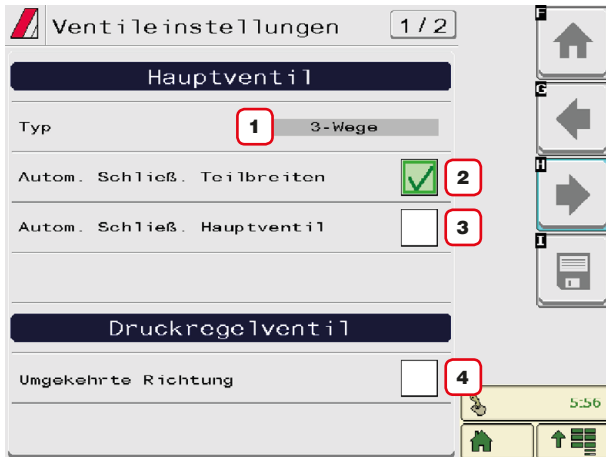 Ventileinstellungen 1/2
Hauptventil
Typ 1 3-Wege
Autom. Schließ. Teilbreiten 2
Autom. Schließ. Hauptventil 3
Druckregelventil
Umgekehrte Richtung 4
F
G
H
I
5:56